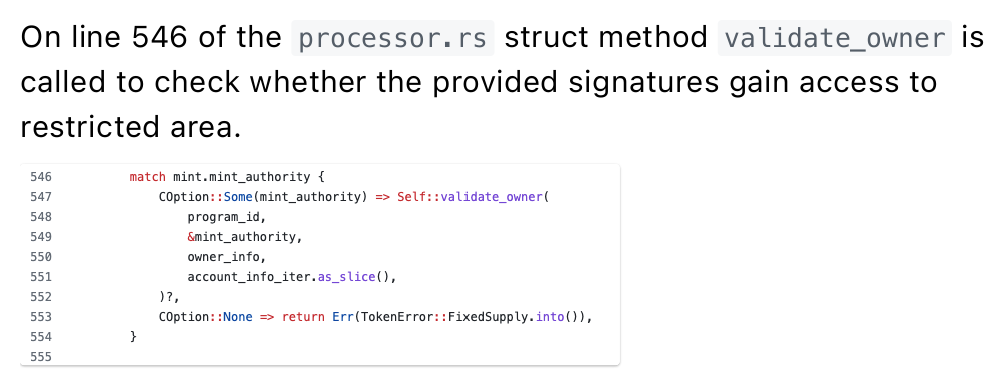 On line 546 of the processor.rs struct method validate_owner is
called to check whether the provided signatures gain access to
restricted area.
546 match mint.mint_authority {
547 COption::Some(mint_authority) => Self::validate_owner(
548 program_id,
549 &mint_authority,
550 owner_info,
551 account_info_iter.as_slice(),
552 )?,
553 COption::None => return Err(TokenError::FixedSupply.into()),
554 }
555